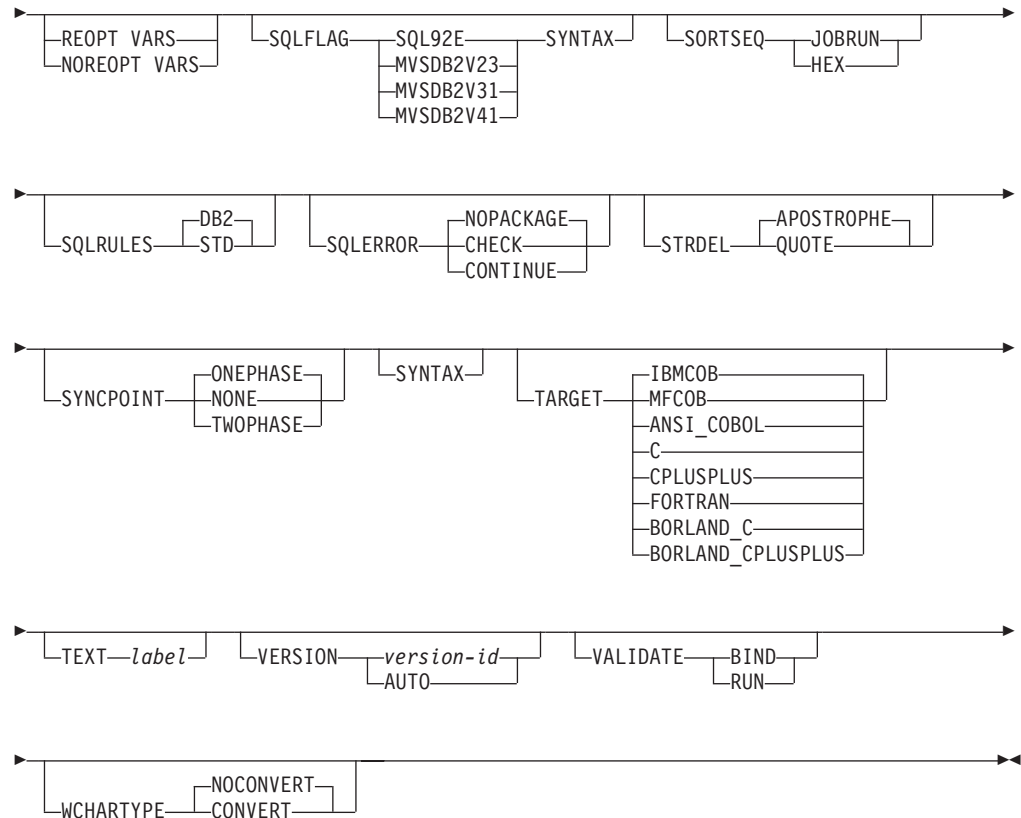 REOPT VARS
NOREOPT VARS
SQLFLAG SQL92E SYNTAX
MVSDB2V23
MVSDB2V31
MVSDB2V41
SORTSEQ JOBRUN
HEX
DB2
SQLRULES STD
NOPACKAGE
SQLERROR CHECK
CONTINUE
APOSTROPHE
STRDEL QUOTE
ONEPHASE
SYNCPOINT NONE
TWOPHASE
SYNTAX
IBMCOB
TARGET MFCOB
ANSI_COBOL
C
CPLUSPLUS
FORTRAN
BORLAND_C
BORLAND_CPLUSPLUS
TEXT label
VERSION version-id
AUTO
VALIDATE BIND
RUN
NOCONVERT
WCHARTYPE CONVERT